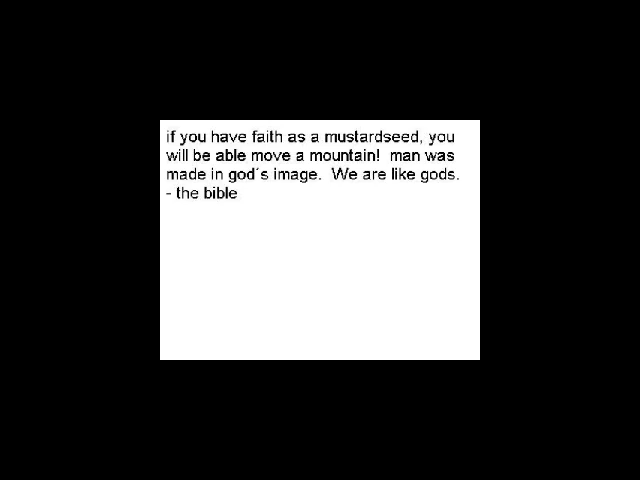 if you have faith as a mustardseed, you
will be able move a mountain!  man was
made in god´s image.  We are like gods.
- the bible